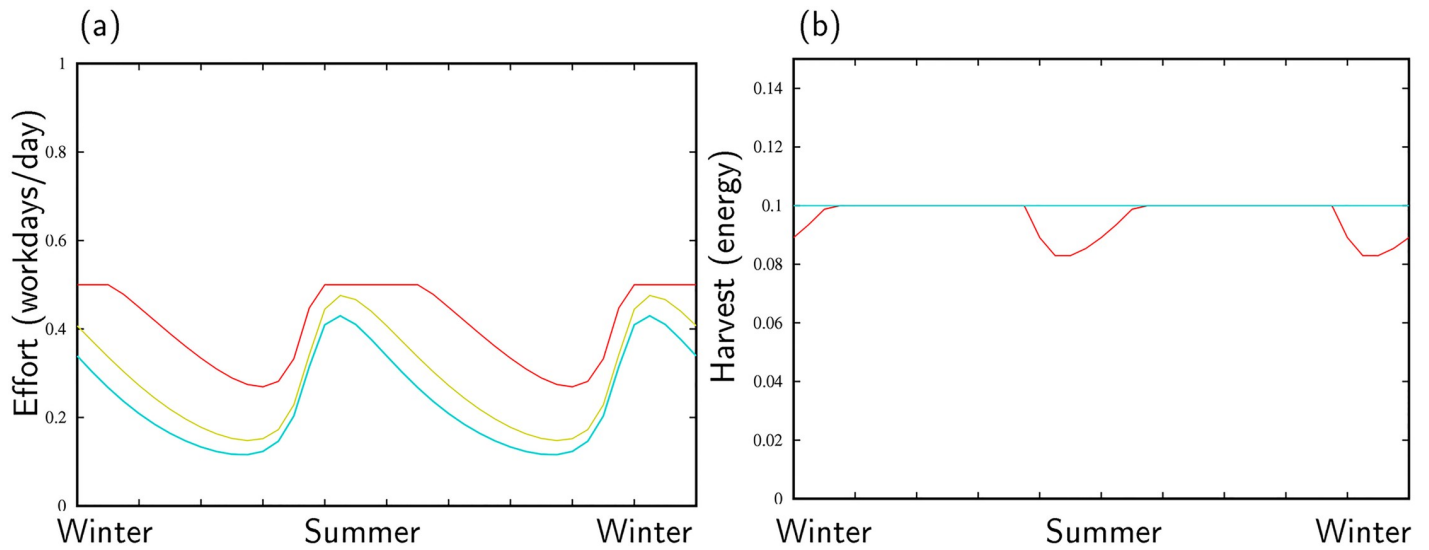 (a)
Effort (workdays/day)
1
0.8
0.6
0.4
0.2
0
Winter Summer Winter
(b)
Harvest (energy)
0.14
0.12
0.1
0.08
0.06
0.04
0.02
0
Winter Summer Winter